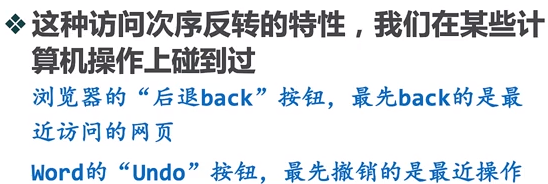 ❖这种访问次序反转的特性，我们在某些计
算机操作上碰到过
浏览器的“后退back”按钮，最先back的是最
近访问的网页
Word的“Undo”按钮，最先撤销的是最近操作